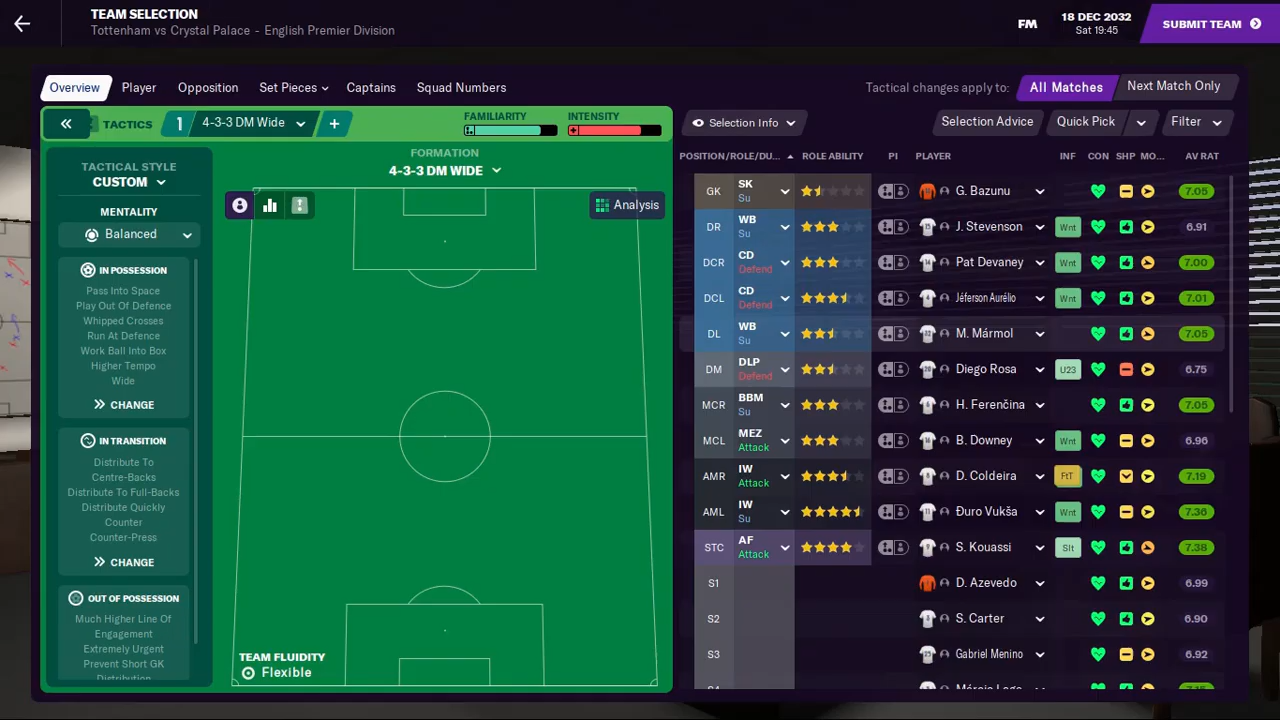 TEAM SELECTION
Tottenham vs Crystal Palace - English Premier Division
FM
18 DEC 2032
Sat 19:45
SUBMIT TEAM
Overview
Player
Opposition
Set Pieces
Captains
Squad Numbers
Tactical changes apply to:
All Matches
Next Match Only
TACTICS
1
4-3-3 DM Wide
+
FAMILIARITY
INTENSITY
Selection Info
Selection Advice
Quick Pick
Filter
TACTICAL STYLE
CUSTOM
MENTALITY
Balanced
IN POSSESSION
Pass Into Space
Play Out Of Defence
Whipped Crosses
Run At Defence
Work Ball Into Box
Higher Tempo
Wide
CHANGE
IN TRANSITION
Distribute To
Centre-Backs
Distribute To Full-Backs
Distribute Quickly
Counter
Counter-Press
CHANGE
OUT OF POSSESSION
Much Higher Line Of
Engagement
Extremely Urgent
Prevent Short GK
Distribution
FORMATION
4-3-3 DM WIDE
Analysis
TEAM FLUIDITY
Flexible
POSITION/ROLE/DU... ROLE ABILITY PI PLAYER INF CON SHP MO... AV RAT
GK SK Su G. Bazunu 7.05
DR WB Su J. Stevenson Wnt 6.91
DCR CD Defend Pat Devaney Wnt 7.00
DCL CD Defend Jéferson Aurélio Wnt 7.01
DL WB Su M. Mármol 7.05
DM DLP Defend Diego Rosa U23 6.75
MCR BBM Su H. Ferenčina 7.05
MCL MEZ Attack B. Downey Wnt 6.96
AMR IW Attack D. Coldeira FtT 7.19
AML IW Su Đuro Vukša Wnt 7.36
STC AF Attack S. Kouassi Slt 7.38
S1 D. Azevedo 6.99
S2 S. Carter 6.90
S3 Gabriel Menino 6.92